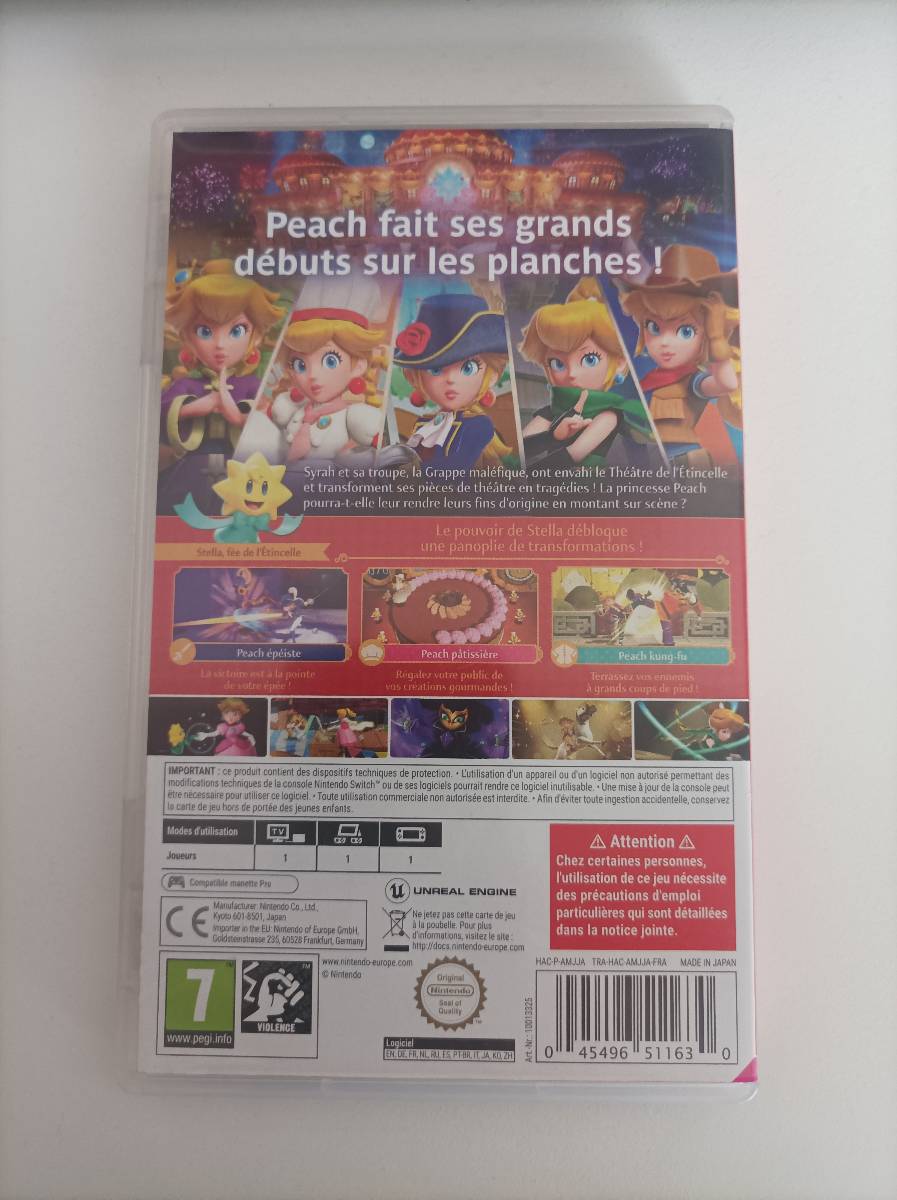 Peach fait ses grands
débuts sur les planches !
Syrah et sa troupe, la Grappe maléfique, ont envahi le Théâtre de l'Étincelle
et transforment ses pièces de théâtre en tragédies ! La princesse Peach
pourra-t-elle leur rendre leurs fins d'origine en montant sur scène ?
Stella, fée de l'Étincelle
Le pouvoir de Stella débloque
une panoplie de transformations !
Peach épéiste
La victoire est à la pointe
de votre épée !
Peach pâtissière
Régalez votre public de
vos créations gourmandes !
Peach kung-fu
Terrassez vos ennemis
à grands coups de pied !
IMPORTANT : ce produit contient des dispositifs techniques de protection. • L'utilisation d'un appareil ou d'un logiciel non autorisé permettant des
modifications techniques de la console Nintendo Switch™ ou de ses logiciels pourrait rendre ce logiciel inutilisable. • Une mise à jour de la console peut
être nécessaire pour utiliser ce logiciel. • Toute utilisation commerciale non autorisée est interdite. • Afin d'éviter toute ingestion accidentelle, conservez
la carte de jeu hors de portée des jeunes enfants.
Modes d'utilisation
TV
Joueurs
1
1
1
Compatible manette Pro
UNREAL ENGINE
CE
Manufacturer: Nintendo Co., Ltd.,
Kyoto 601-8501, Japan
Importer in the EU: Nintendo of Europe GmbH,
Goldsteinstrasse 235, 60528 Frankfurt, Germany
Ne jetez pas cette carte de jeu
à la poubelle. Pour plus
d'informations, visitez le site :
http://docs.nintendo-europe.com
⚠ Attention ⚠
Chez certaines personnes,
l'utilisation de ce jeu nécessite
des précautions d'emploi
particulières qui sont détaillées
dans la notice jointe.
7
www.pegi.info
VIOLENCE
www.nintendo-europe.com
© Nintendo
Original
Nintendo
Seal of
Quality
Logiciel
EN, DE, FR, NL, RU, ES, PT-BR, IT, JA, KO, ZH
Art.-Nr.: 10013325
HAC-P-AMJJA TRA-HAC-AMJJA-FRA MADE IN JAPAN
0 45496 51163 0